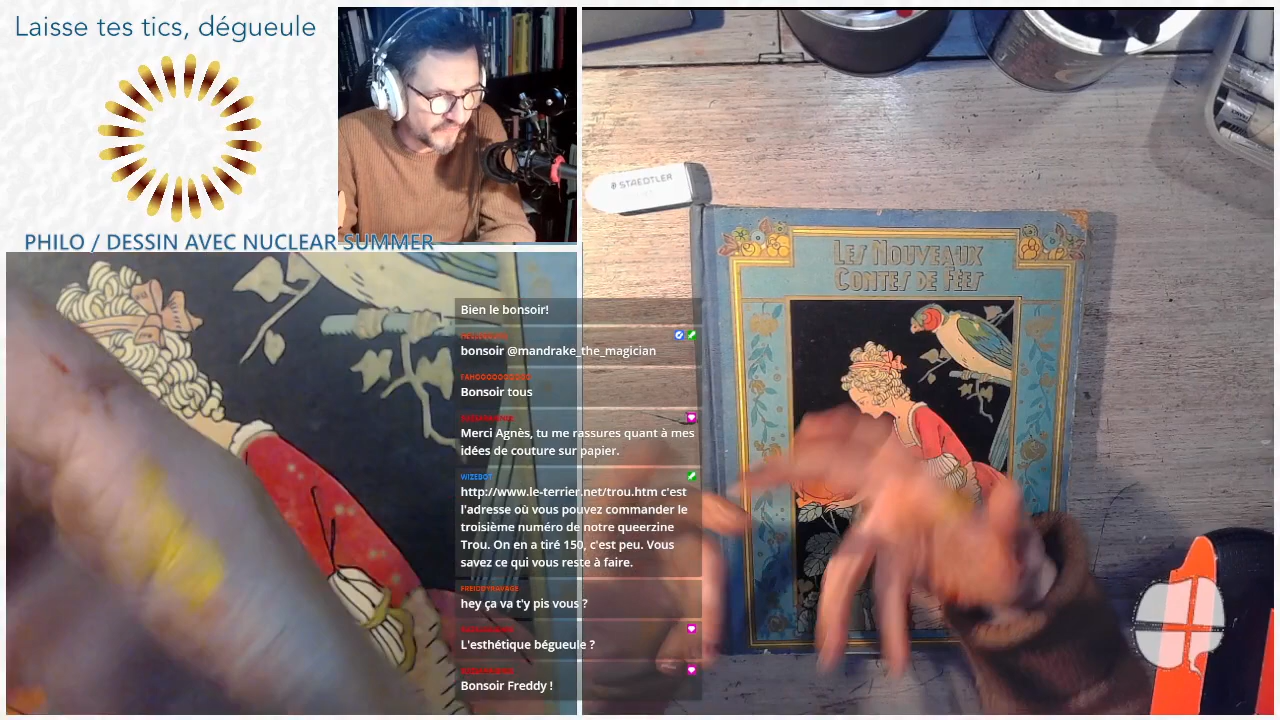 Laisse tes tics, dégueule
PHILO / DESSIN AVEC NUCLEAR SUMMER
STAEDTLER
LES NOUVEAUX
CONTES DE FÉES
Bien le bonsoir!
bonsoir @mandrake_the_magician
Bonsoir tous
Merci Agnès, tu me rassures quant à mes
idées de couture sur papier.
WIZEBOT
http://www.le-terrier.net/trou.htm c'est
l'adresse où vous pouvez commander le
troisième numéro de notre queerzine
Trou. On en a tiré 150, c'est peu. Vous
savez ce qui vous reste à faire.
FREIDDYRAVAGE
hey ça va t'y pis vous ?
L'esthétique bégueule ?
Bonsoir Freddy !